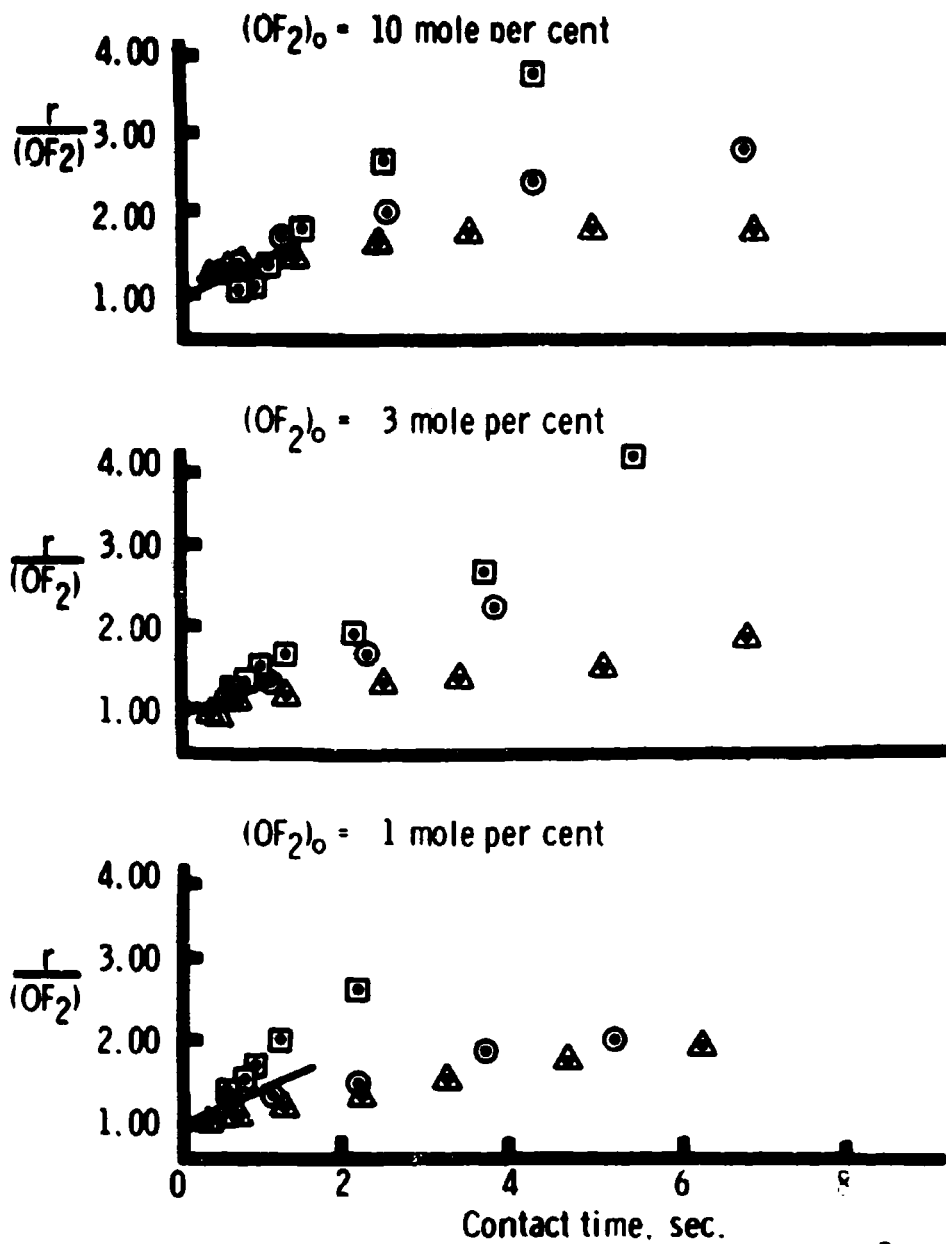 (OF2)o = 10 mole per cent
4.00
r
(OF2)
3.00
2.00
1.00
(OF2)o = 3 mole per cent
4.00
r
(OF2)
3.00
2.00
1.00
(OF2)o = 1 mole per cent
4.00
r
(OF2)
3.00
2.00
1.00
0 2 4 6 8
Contact time, sec.